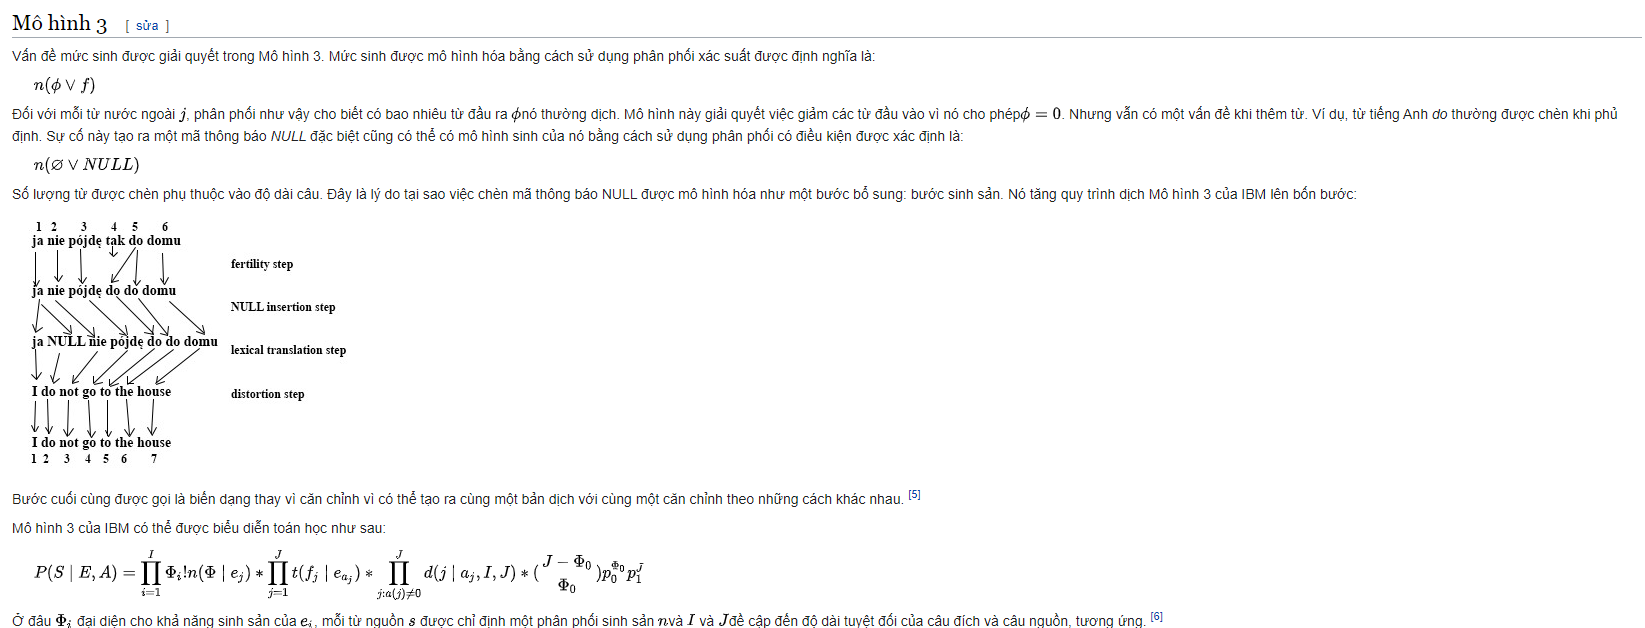 Mô hình 3 [ sửa ]
Vấn đề mức sinh được giải quyết trong Mô hình 3. Mức sinh được mô hình hóa bằng cách sử dụng phân phối xác suất được định nghĩa là:
n(ϕ ∨ f)
Đối với mỗi từ nước ngoài j, phân phối như vậy cho biết có bao nhiêu từ đầu ra ϕnó thường dịch. Mô hình này giải quyết việc giảm các từ đầu vào vì nó cho phépϕ = 0. Nhưng vẫn có một vấn đề khi thêm từ. Ví dụ, từ tiếng Anh do thường được chèn khi phủ
định. Sự cố này tạo ra một mã thông báo NULL đặc biệt cũng có thể có mô hình sinh của nó bằng cách sử dụng phân phối có điều kiện được xác định là:
n(∅ ∨ NULL)
Số lượng từ được chèn phụ thuộc vào độ dài câu. Đây là lý do tại sao việc chèn mã thông báo NULL được mô hình hóa như một bước bổ sung: bước sinh sản. Nó tăng quy trình dịch Mô hình 3 của IBM lên bốn bước:
1 2 3 4 5 6
ja nie pójdę tak do domu
fertility step
ja nie pójdę do do domu
NULL insertion step
ja NULL nie pójdę do do domu
lexical translation step
I do not go to the house
distortion step
I do not go to the house
1 2 3 4 5 6 7
Bước cuối cùng được gọi là biến dạng thay vì căn chỉnh vì có thể tạo ra cùng một bản dịch với cùng một căn chỉnh theo những cách khác nhau. [5]
Mô hình 3 của IBM có thể được biểu diễn toán học như sau:
P(S | E, A) = ∏_{i=1}^{I} Φ_i!n(Φ | e_j) * ∏_{j=1}^{J} t(f_j | e_{a_j}) * ∏_{j:a(j)≠0}^{J} d(j | a_j, I, J) * (J − Φ_0 Φ_0)p_0^{Φ_0} p_1^J
Ở đâu Φ_i đại diện cho khả năng sinh sản của e_i, mỗi từ nguồn s được chỉ định một phân phối sinh sản nvà I và Jđề cập đến độ dài tuyệt đối của câu đích và câu nguồn, tương ứng. [6]